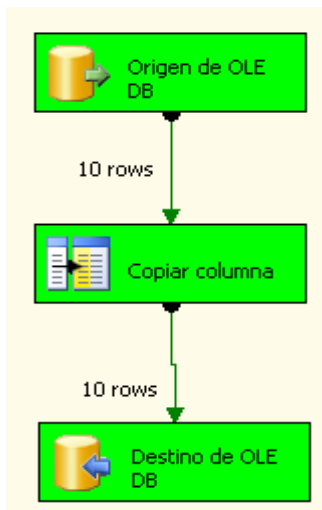 Origen de OLE
DB
10 rows
Copiar columna
10 rows
Destino de OLE
DB